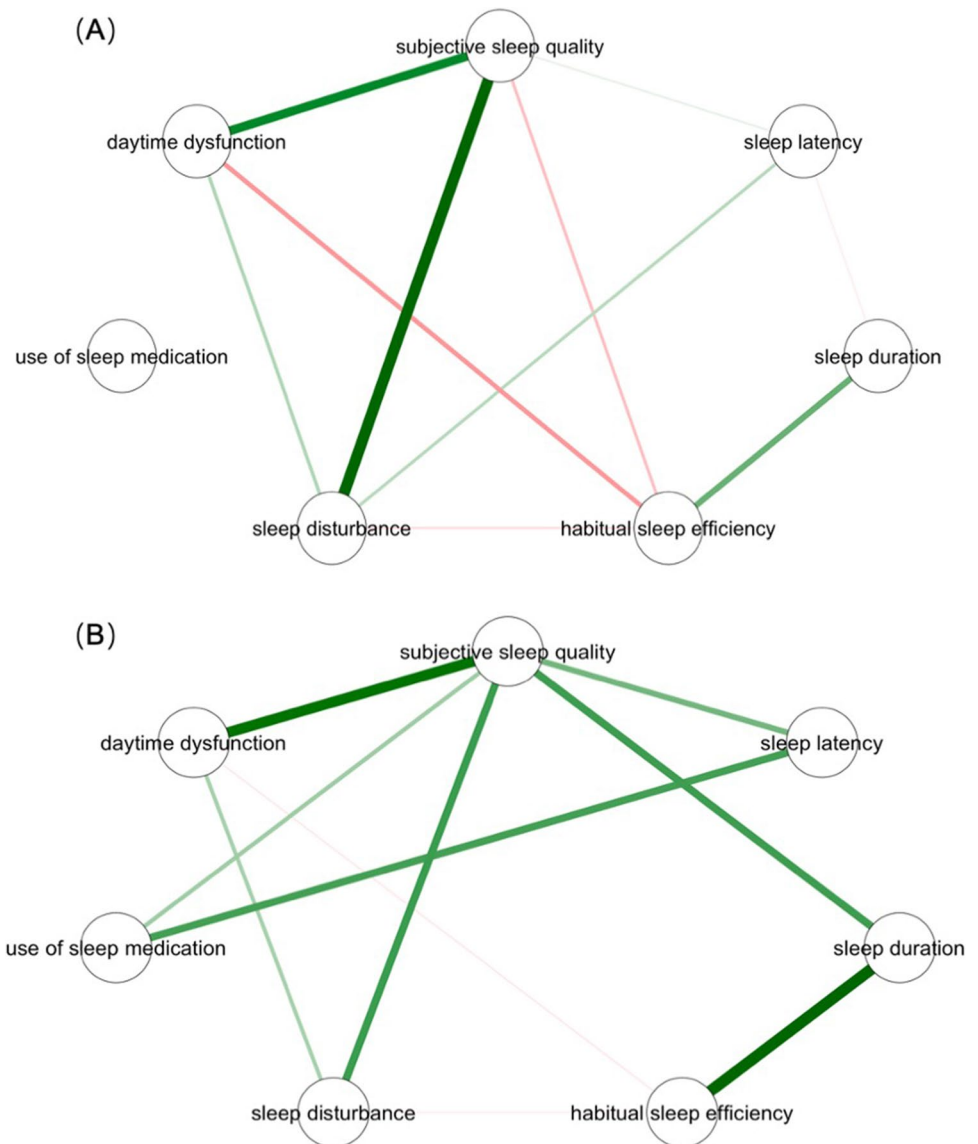 (A)
subjective sleep quality
daytime dysfunction
sleep latency
use of sleep medication
sleep duration
sleep disturbance
habitual sleep efficiency
(B)
subjective sleep quality
daytime dysfunction
sleep latency
use of sleep medication
sleep duration
sleep disturbance
habitual sleep efficiency